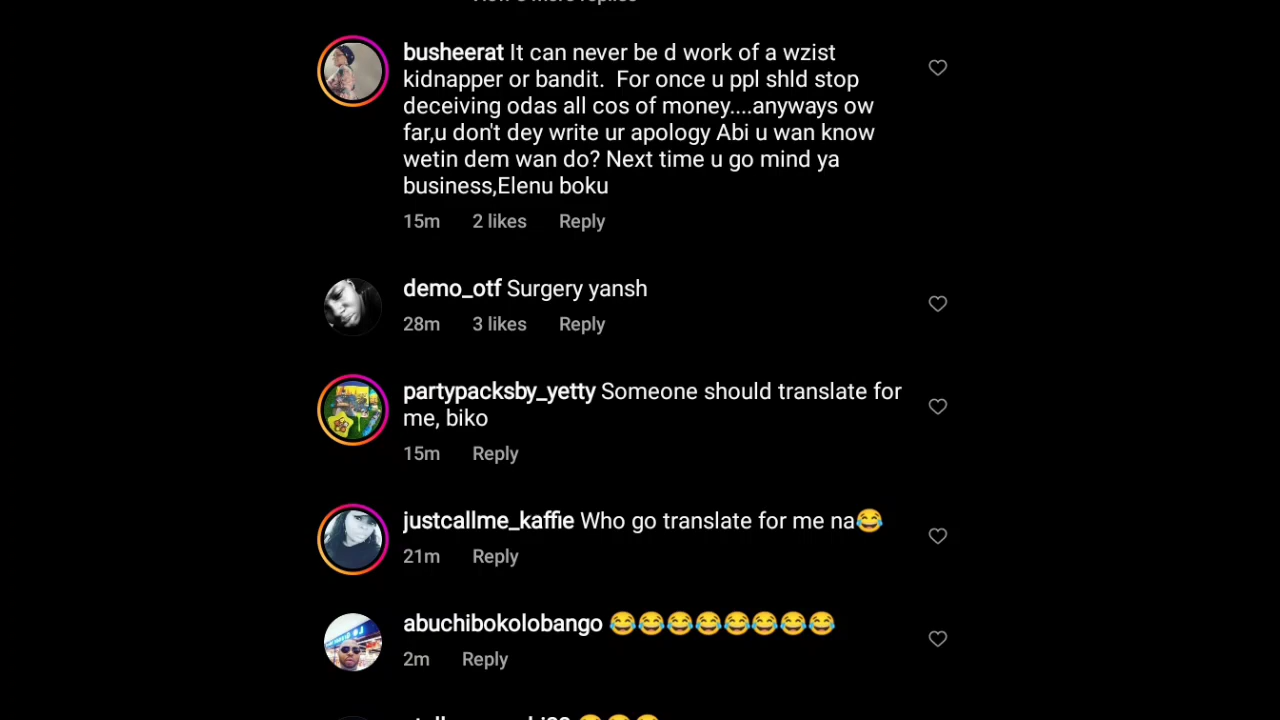 busheerat It can never be d work of a wzist
kidnapper or bandit.  For once u ppl shld stop
deceiving odas all cos of money....anyways ow
far,u don't dey write ur apology Abi u wan know
wetin dem wan do? Next time u go mind ya
business,Elenu boku
15m 2 likes Reply
demo_otf Surgery yansh
28m 3 likes Reply
partypacksby_yetty Someone should translate for
me, biko
15m Reply
justcallme_kaffie Who go translate for me na😂
21m Reply
abuchibokolobango 😂😂😂😂😂😂😂😂
2m Reply